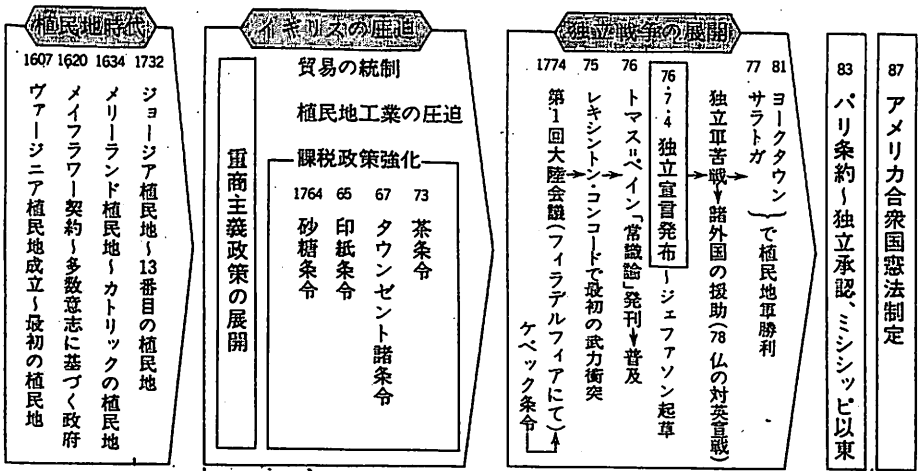 植民地時代
1607 ヴァージニア植民地成立～最初の植民地
1620 メイフラワー契約～多数意志に基づく政府
1634 メリーランド植民地～カトリックの植民地
1732 ジョージア植民地～13番目の植民地
イギリスの圧迫
重商主義政策の展開
貿易の統制
植民地工業の圧迫
課税政策強化
1764 砂糖条令
65 印紙条令
67 タウンゼント諸条令
73 茶条令
独立戦争の展開
1774 第1回大陸会議(フィラデルフィアにて)
ケベック条令
75 レキシントン・コンコードで最初の武力衝突
76 トマス=ペイン「常識論」発刊→普及
76・7・4 独立宣言発布～ジェファソン起草
独立軍苦戦→諸外国の援助(78 仏の対英宣戦)
77 サラトガ
81 ヨークタウン
で植民地軍勝利
83 パリ条約～独立承認、ミシシッピ以東
87 アメリカ合衆国憲法制定